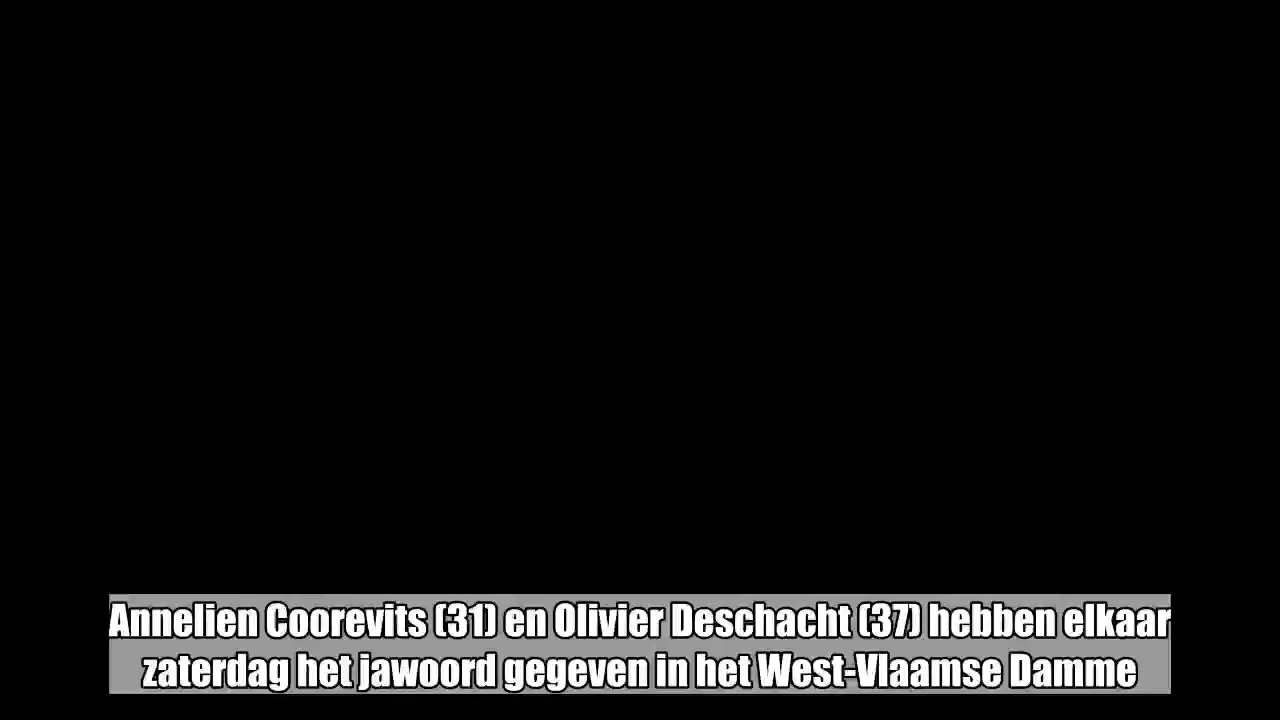 Annelien Coorevits (31) en Olivier Deschacht (37) hebben elkaar
zaterdag het jawoord gegeven in het West-Vlaamse Damme